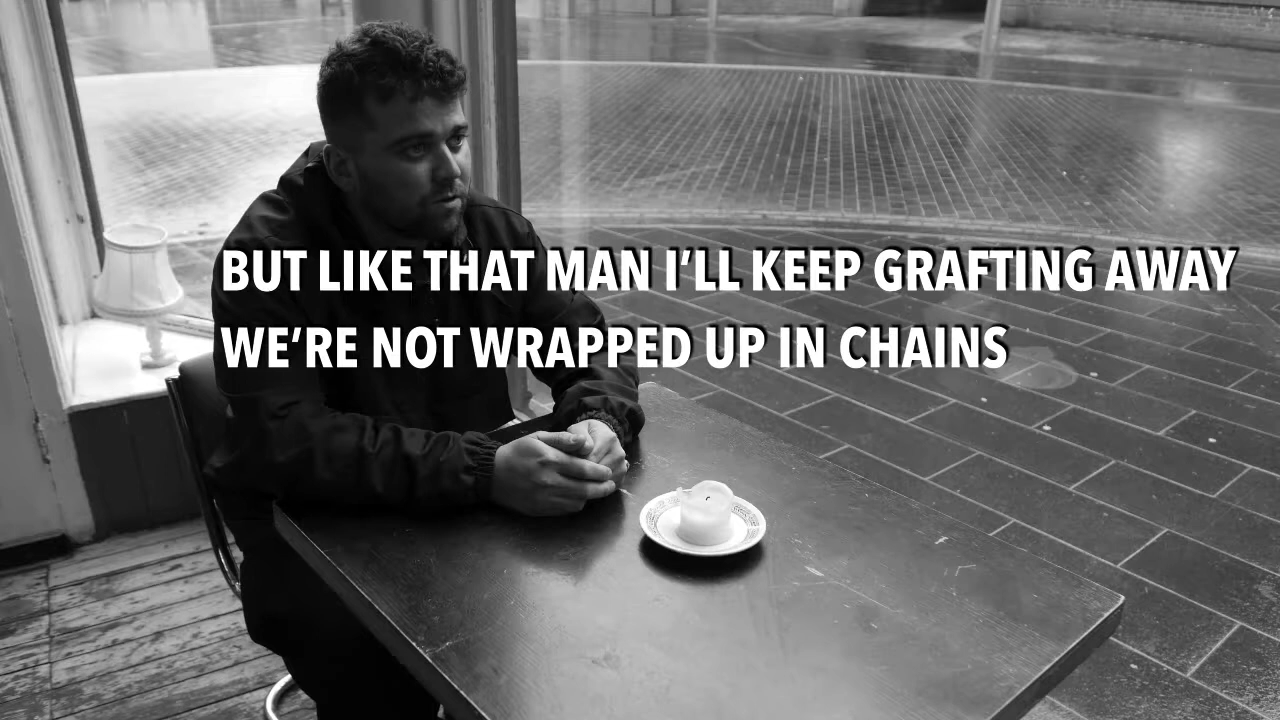 BUT LIKE THAT MAN I’LL KEEP GRAFTING AWAY
WE’RE NOT WRAPPED UP IN CHAINS